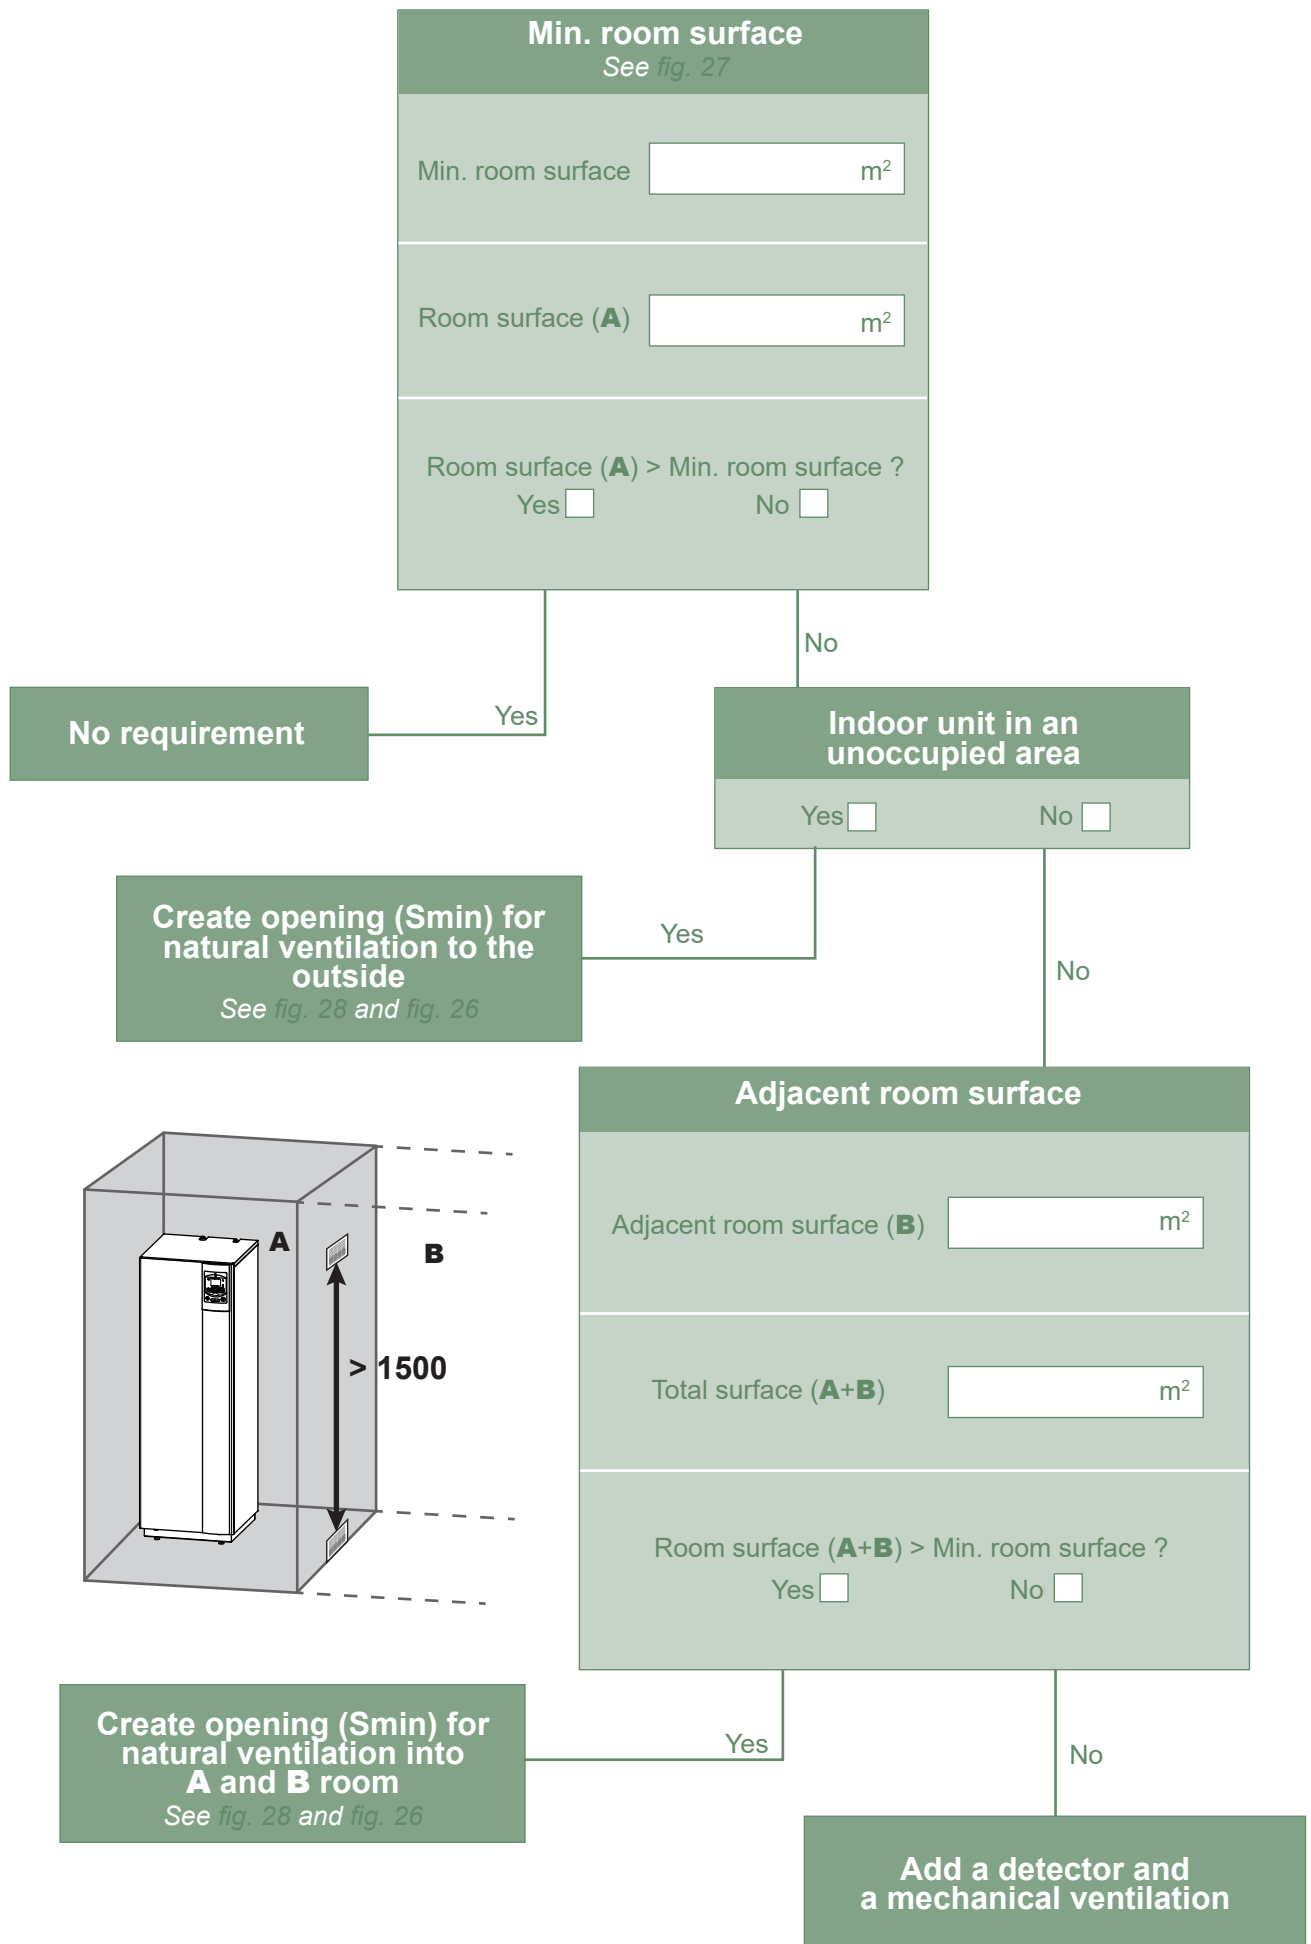 Min. room surface
See fig. 27
Min. room surface
m²
Room surface (A)
m²
Room surface (A) > Min. room surface ?
Yes No
No
Yes
No requirement
Indoor unit in an
unoccupied area
Yes No
Create opening (Smin) for
natural ventilation to the
outside
See fig. 28 and fig. 26
Yes
No
Adjacent room surface
Adjacent room surface (B)
m²
Total surface (A+B)
m²
Room surface (A+B) > Min. room surface ?
Yes No
A
B
> 1500
Create opening (Smin) for
natural ventilation into
A and B room
See fig. 28 and fig. 26
Yes
No
Add a detector and
a mechanical ventilation